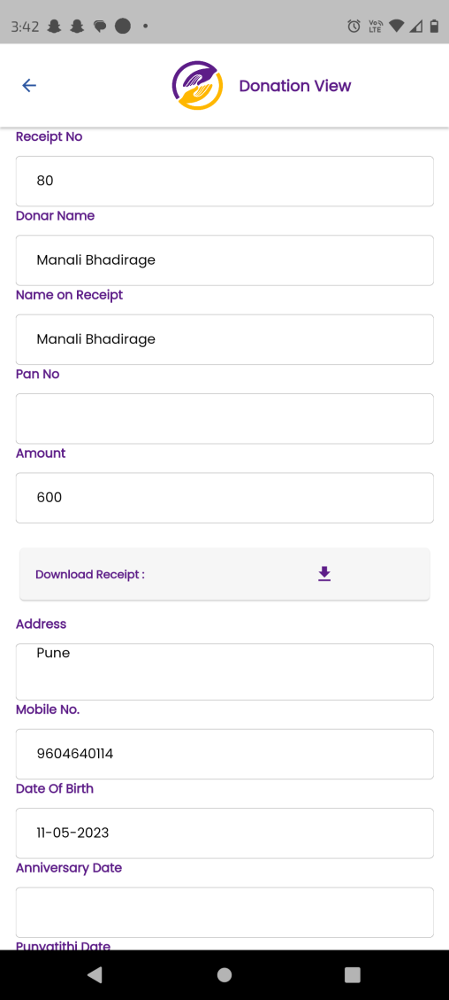 3:42
Vo)) LTE
Donation View
Receipt No
80
Donar Name
Manali Bhadirage
Name on Receipt
Manali Bhadirage
Pan No
Amount
600
Download Receipt :
Address
Pune
Mobile No.
9604640114
Date Of Birth
11-05-2023
Anniversary Date
Punyatithi Date